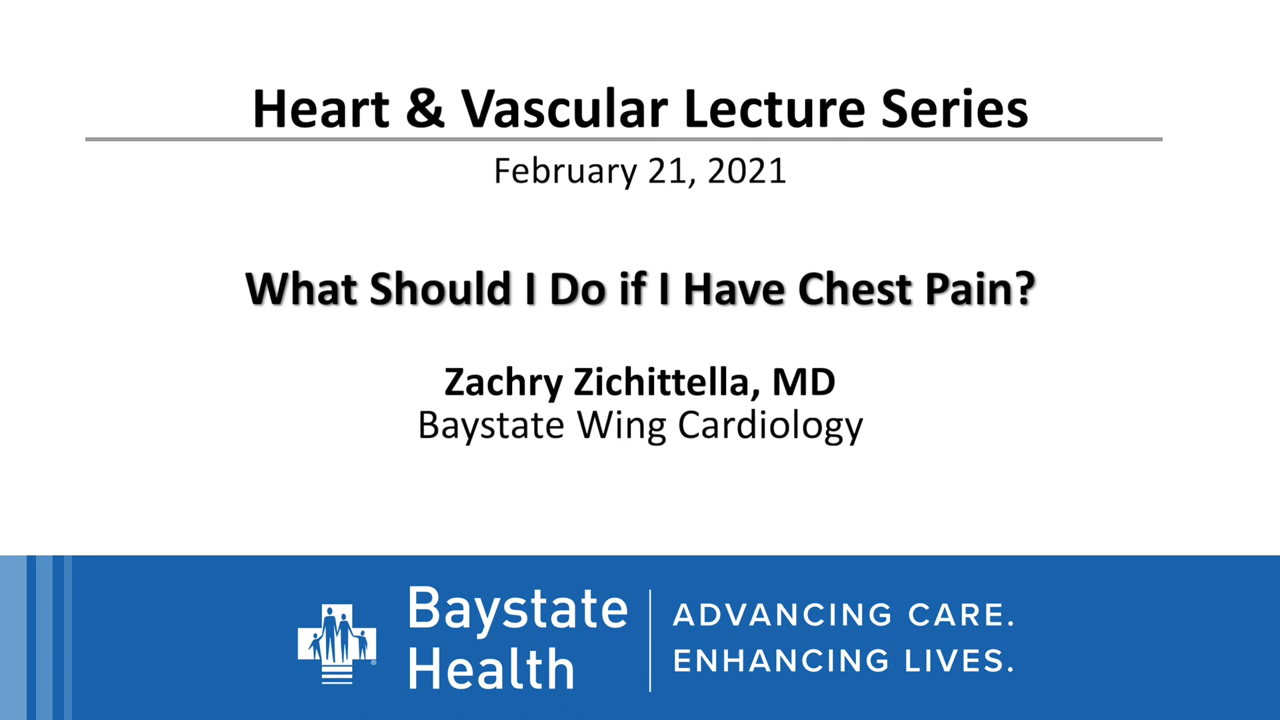 Heart & Vascular Lecture Series
February 21, 2021
What Should I Do if I Have Chest Pain?
Zachry Zichittella, MD
Baystate Wing Cardiology
Baystate
Health
®
ADVANCING CARE.
ENHANCING LIVES.